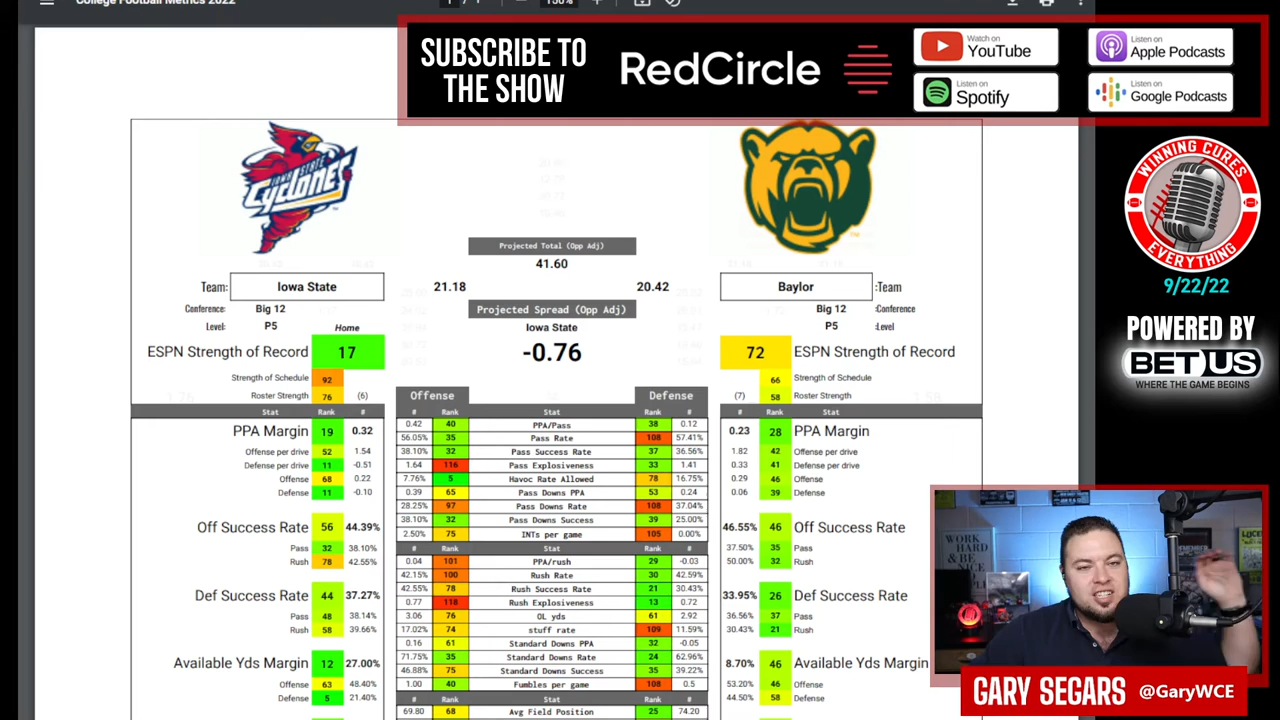 College Football Metrics 2022
1 / 1
150%
SUBSCRIBE TO
THE SHOW
RedCircle
Watch on
YouTube
Listen on
Apple Podcasts
Listen on
Spotify
Listen on
Google Podcasts
WINNING CURES
EVERYTHING
9/22/22
POWERED BY
BETUS
WHERE THE GAME BEGINS
IOWA STATE
CYCLONES
Projected Total (Opp Adj)
41.60
Team: Iowa State 21.18 20.42 Baylor :Team
Conference: Big 12 Projected Spread (Opp Adj) Big 12 :Conference
Level: P5 Home Iowa State P5 :Level
ESPN Strength of Record 17 -0.76 72 ESPN Strength of Record
Strength of Schedule 92 66 Strength of Schedule
Roster Strength 76 (6) Offense Defense (7) 58 Roster Strength
Stat Rank # # Rank Stat Rank # # Rank Stat
PPA Margin 19 0.32 0.23 28 PPA Margin
Offense per drive 52 1.54 1.82 42 Offense per drive
Defense per drive 11 -0.51 0.33 41 Defense per drive
Offense 68 0.22 0.29 46 Offense
Defense 11 -0.10 0.06 39 Defense
Off Success Rate 56 44.39% 46.55% 46 Off Success Rate
Pass 32 38.10% 37.50% 35 Pass
Rush 78 42.55% 50.00% 32 Rush
Def Success Rate 44 37.27% 33.95% 26 Def Success Rate
Pass 48 38.14% 36.56% 37 Pass
Rush 58 39.66% 30.43% 21 Rush
Available Yds Margin 12 27.00% 8.70% 46 Available Yds Margin
Offense 63 48.40% 53.20% 46 Offense
Defense 5 21.40% 44.50% 58 Defense
0.42 40 PPA/Pass 38 0.12
56.05% 35 Pass Rate 108 57.41%
38.10% 32 Pass Success Rate 37 36.56%
1.64 116 Pass Explosiveness 33 1.41
7.76% 5 Havoc Rate Allowed 78 16.75%
0.39 65 Pass Downs PPA 53 0.24
28.25% 97 Pass Downs Rate 108 37.04%
38.10% 32 Pass Downs Success 39 25.00%
2.50% 75 INTs per game 105 0.00%
# Rank Stat Rank #
0.04 101 PPA/rush 29 -0.03
42.15% 100 Rush Rate 30 42.59%
42.55% 78 Rush Success Rate 21 30.43%
0.77 118 Rush Explosiveness 13 0.72
3.06 76 OL yds 61 2.92
17.02% 74 stuff rate 109 11.59%
0.16 61 Standard Downs PPA 32 -0.05
71.75% 35 Standard Downs Rate 24 62.96%
46.88% 75 Standard Downs Success 35 39.22%
1.00 40 Fumbles per game 108 0.5
# Rank Stat Rank #
69.80 68 Avg Field Position 25 74.20
WORK
HARD &
BE
GARY SEGARS @GaryWCE